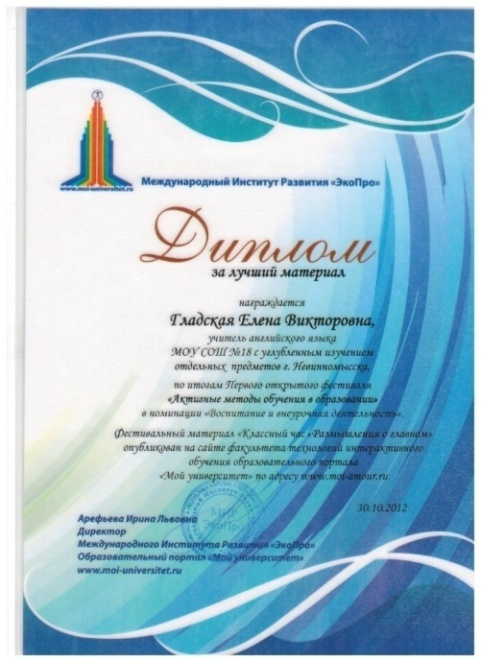 www.moi-universitet.ru
Международный Институт Развития «ЭкоПро»
Диплом
за лучший материал
награждается
Гладская Елена Викторовна,
учитель английского языка
МОУ СОШ №18 с углубленным изучением
отдельных предметов г. Невинномысска,
по итогам Первого открытого фестиваля
«Активные методы обучения в образовании»
в номинации «Воспитание и внеурочная деятельность».
Фестивальный материал «Классный час «Размышления о главном»
опубликован на сайте факультета технологий интерактивного
обучения образовательного портала
«Мой университет» по адресу www.moi-amour.ru
30.10.2012
МИР
ЭкоПро
Арефьева Ирина Львовна
Директор
Международного Института Развития «ЭкоПро»
Образовательный портал «Мой университет»
www.moi-universitet.ru